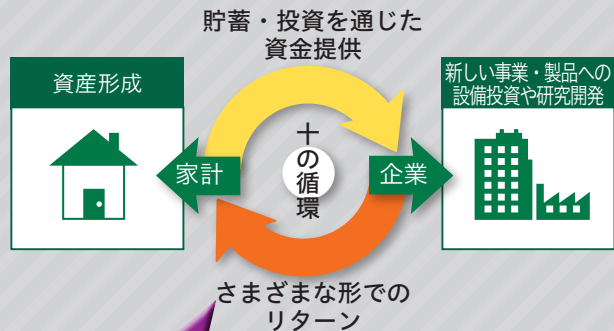 貯蓄・投資を通じた
資金提供
資産形成
新しい事業・製品への
設備投資や研究開発
家計
十の循環
企業
さまざまな形での
リターン